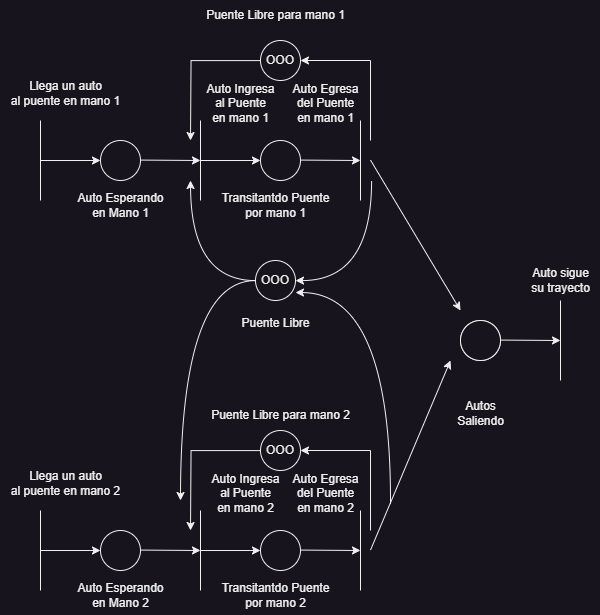 Puente Libre para mano 1
OOO
Llega un auto
al puente en mano 1
Auto Ingresa
al Puente
en mano 1
Auto Egresa
del Puente
en mano 1
Auto Esperando
en Mano 1
Transitantdo Puente
por mano 1
OOO
Puente Libre
Auto sigue
su trayecto
Autos
Saliendo
Puente Libre para mano 2
OOO
Llega un auto
al puente en mano 2
Auto Ingresa
al Puente
en mano 2
Auto Egresa
del Puente
en mano 2
Auto Esperando
en Mano 2
Transitantdo Puente
por mano 2